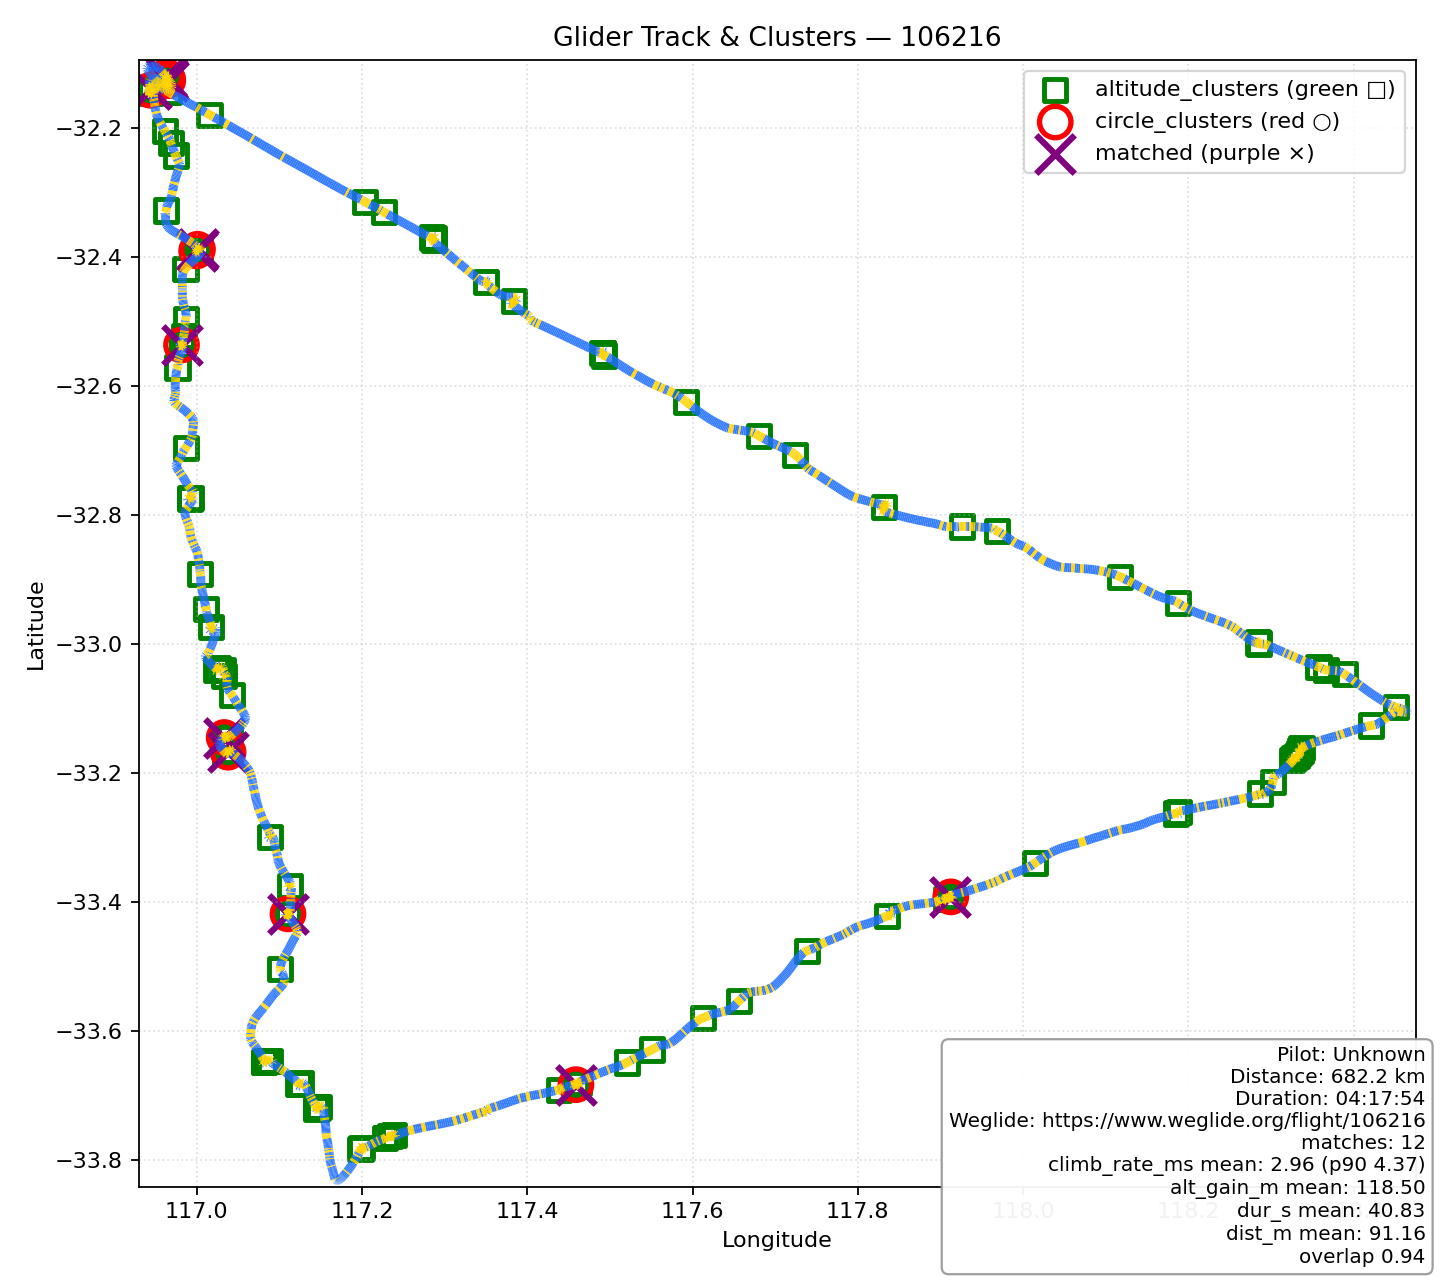 Glider Track & Clusters — 106216
altitude_clusters (green □)
circle_clusters (red ○)
matched (purple ×)
Latitude
−32.2
−32.4
−32.6
−32.8
−33.0
−33.2
−33.4
−33.6
−33.8
117.0
117.2
117.4
117.6
117.8
118.0
118.2
Longitude
Pilot: Unknown
Distance: 682.2 km
Duration: 04:17:54
Weglide: https://www.weglide.org/flight/106216
matches: 12
climb_rate_ms mean: 2.96 (p90 4.37)
alt_gain_m mean: 118.50
dur_s mean: 40.83
dist_m mean: 91.16
overlap 0.94